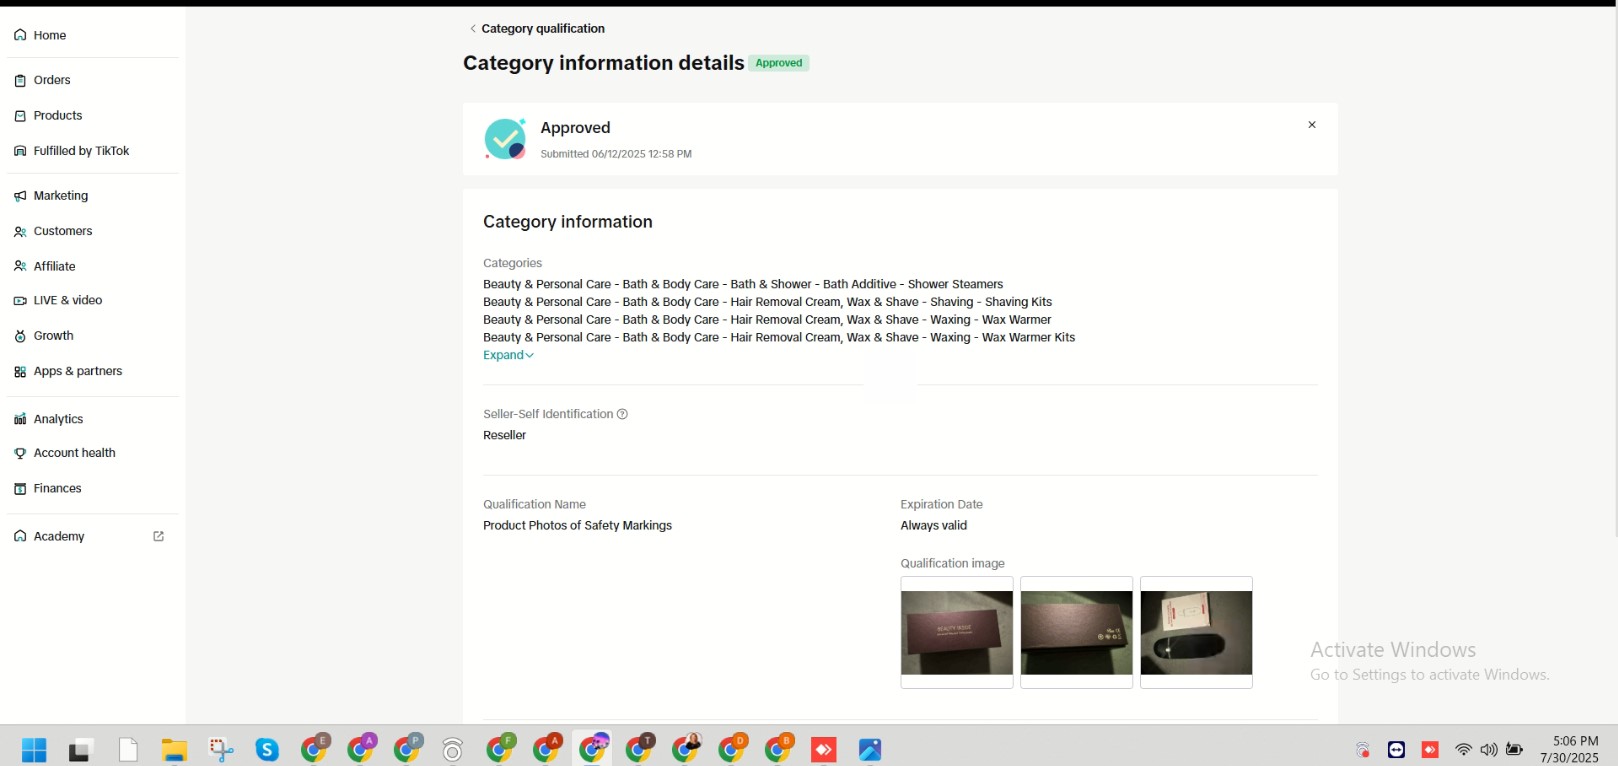 Home
Orders
Products
Fulfilled by TikTok
Marketing
Customers
Affiliate
LIVE & video
Growth
Apps & partners
Analytics
Account health
Finances
Academy
Category qualification
Category information details Approved
Approved
Submitted 06/12/2025 12:58 PM
Category information
Categories
Beauty & Personal Care - Bath & Body Care - Bath & Shower - Bath Additive - Shower Steamers
Beauty & Personal Care - Bath & Body Care - Hair Removal Cream, Wax & Shave - Shaving - Shaving Kits
Beauty & Personal Care - Bath & Body Care - Hair Removal Cream, Wax & Shave - Waxing - Wax Warmer
Beauty & Personal Care - Bath & Body Care - Hair Removal Cream, Wax & Shave - Waxing - Wax Warmer Kits
Expand
Seller-Self Identification
Reseller
Qualification Name
Product Photos of Safety Markings
Expiration Date
Always valid
Qualification image
Activate Windows
Go to Settings to activate Windows.
E A P F A T D B
5:06 PM
7/30/2025